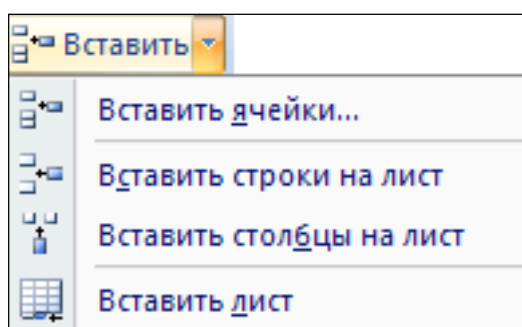 Вставить
Вставить ячейки...
Вставить строки на лист
Вставить столбцы на лист
Вставить лист